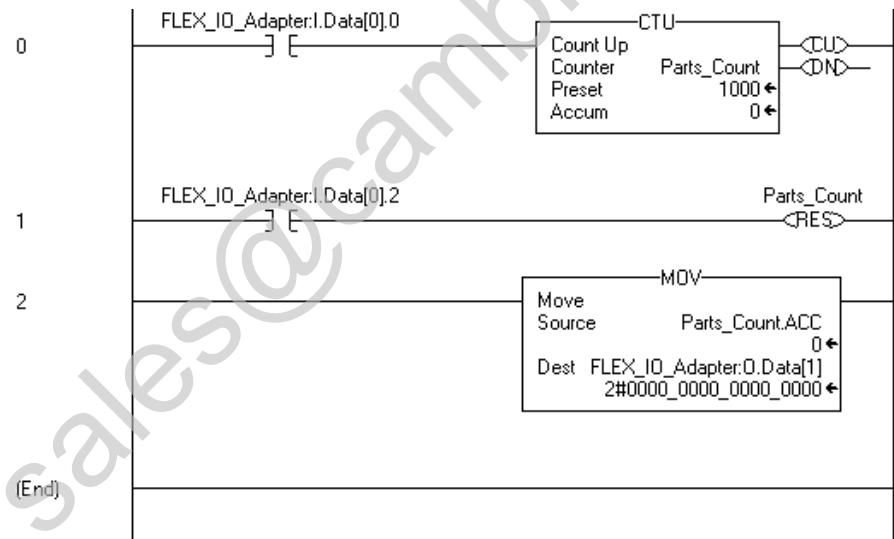 FLEX_IO_Adapter:I.Data[0].0
CTU
0
Count Up
CU
Counter Parts_Count
DN
Preset 1000
Accum 0
FLEX_IO_Adapter:I.Data[0].2
Parts_Count
1
RES
MOV
2
Move
Source Parts_Count.ACC
0
Dest FLEX_IO_Adapter:O.Data[1]
2#0000_0000_0000_0000
(End)
sales@camb